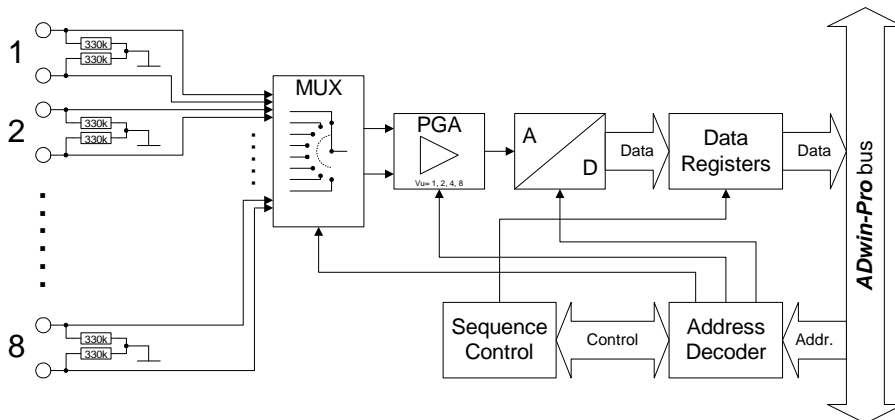 1
330k
330k
2
330k
330k
8
330k
330k
MUX
PGA
Vu= 1, 2, 4, 8
A
D
Data
Data
Registers
Data
Sequence
Control
Control
Address
Decoder
Addr.
ADwin-Pro bus